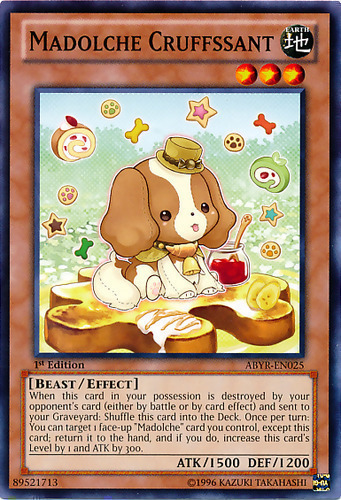 MADOLCHE CRUFFSSANT
EARTH
地
1st Edition
ABYR-EN025
[BEAST / EFFECT]
When this card in your possession is destroyed by your
opponent's card (either by battle or by card effect) and sent to
your Graveyard: Shuffle this card into the Deck. Once per turn:
You can target 1 face-up "Madolche" card you control, except this
card; return it to the hand, and if you do, increase this card's
Level by 1 and ATK by 300.
ATK/1500 DEF/1200
89521713
©1996 KAZUKI TAKAHASHI